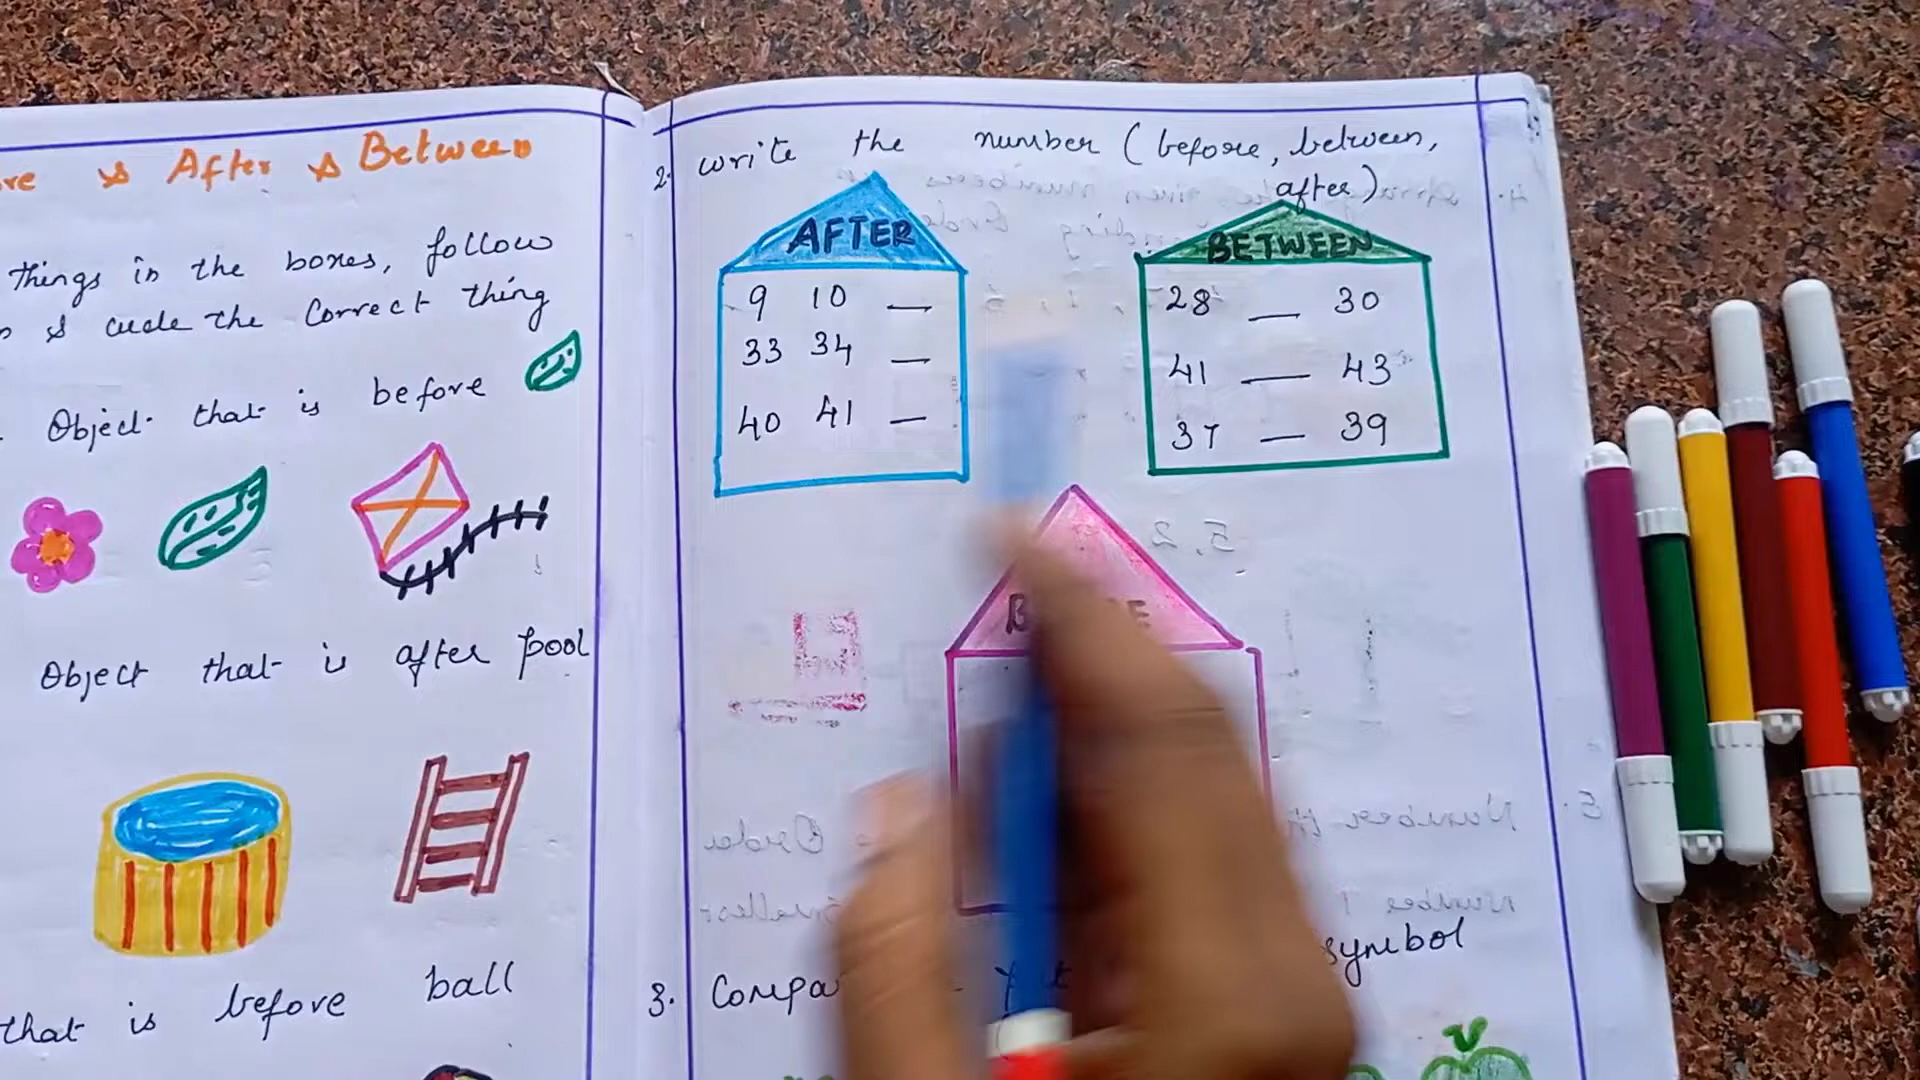 After & Between
things in the boxes, follow
& circle the correct thing
Object that is before
Object that is after pool
that is before ball
2. write the number (before, between,
after)
AFTER
9 10 __
33 34 __
40 41 __
BETWEEN
28 __ 30
41 __ 43
37 __ 39
3.
symbol